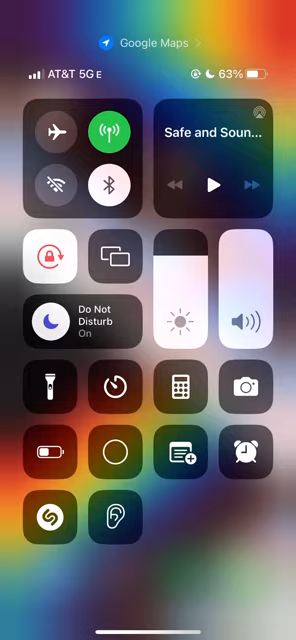 Google Maps
AT&T 5G E
63%
Safe and Soun...
Do Not
Disturb
On